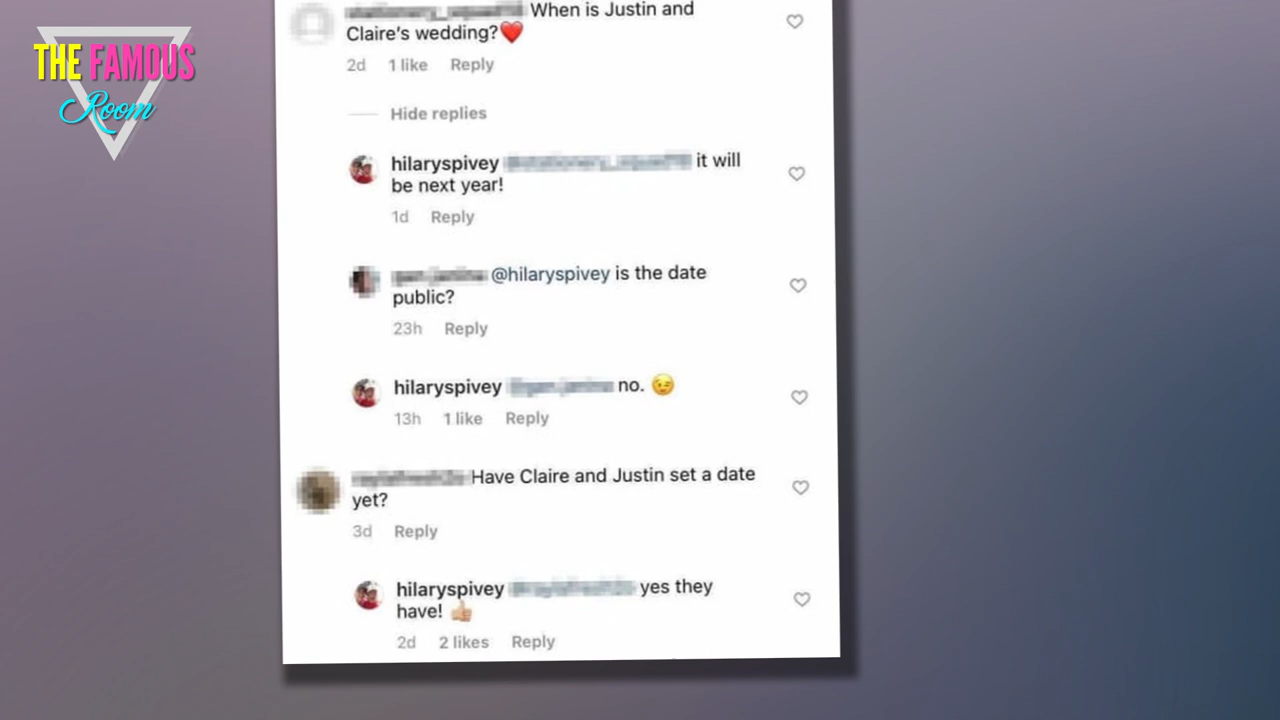 THE FAMOUS
Room
When is Justin and
Claire's wedding?❤️
2d 1 like Reply
Hide replies
hilaryspivey it will
be next year!
1d Reply
@hilaryspivey is the date
public?
23h Reply
hilaryspivey no. 😉
13h 1 like Reply
Have Claire and Justin set a date
yet?
3d Reply
hilaryspivey yes they
have! 👍🏼
2d 2 likes Reply